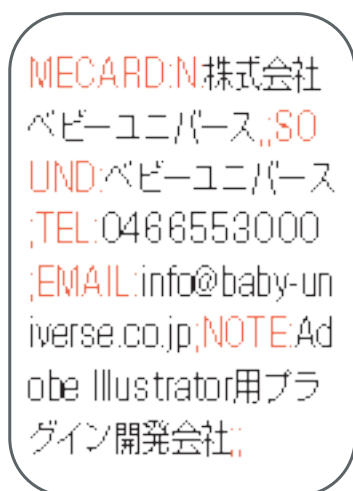 MECARD:N:株式会社
ベビーユニバース,;SO
UND:ベビーユニバース
;TEL:0466553000
;EMAIL:info@baby-un
iverse.co.jp;NOTE:Ad
obe Illustrator用プラ
グイン開発会社;;